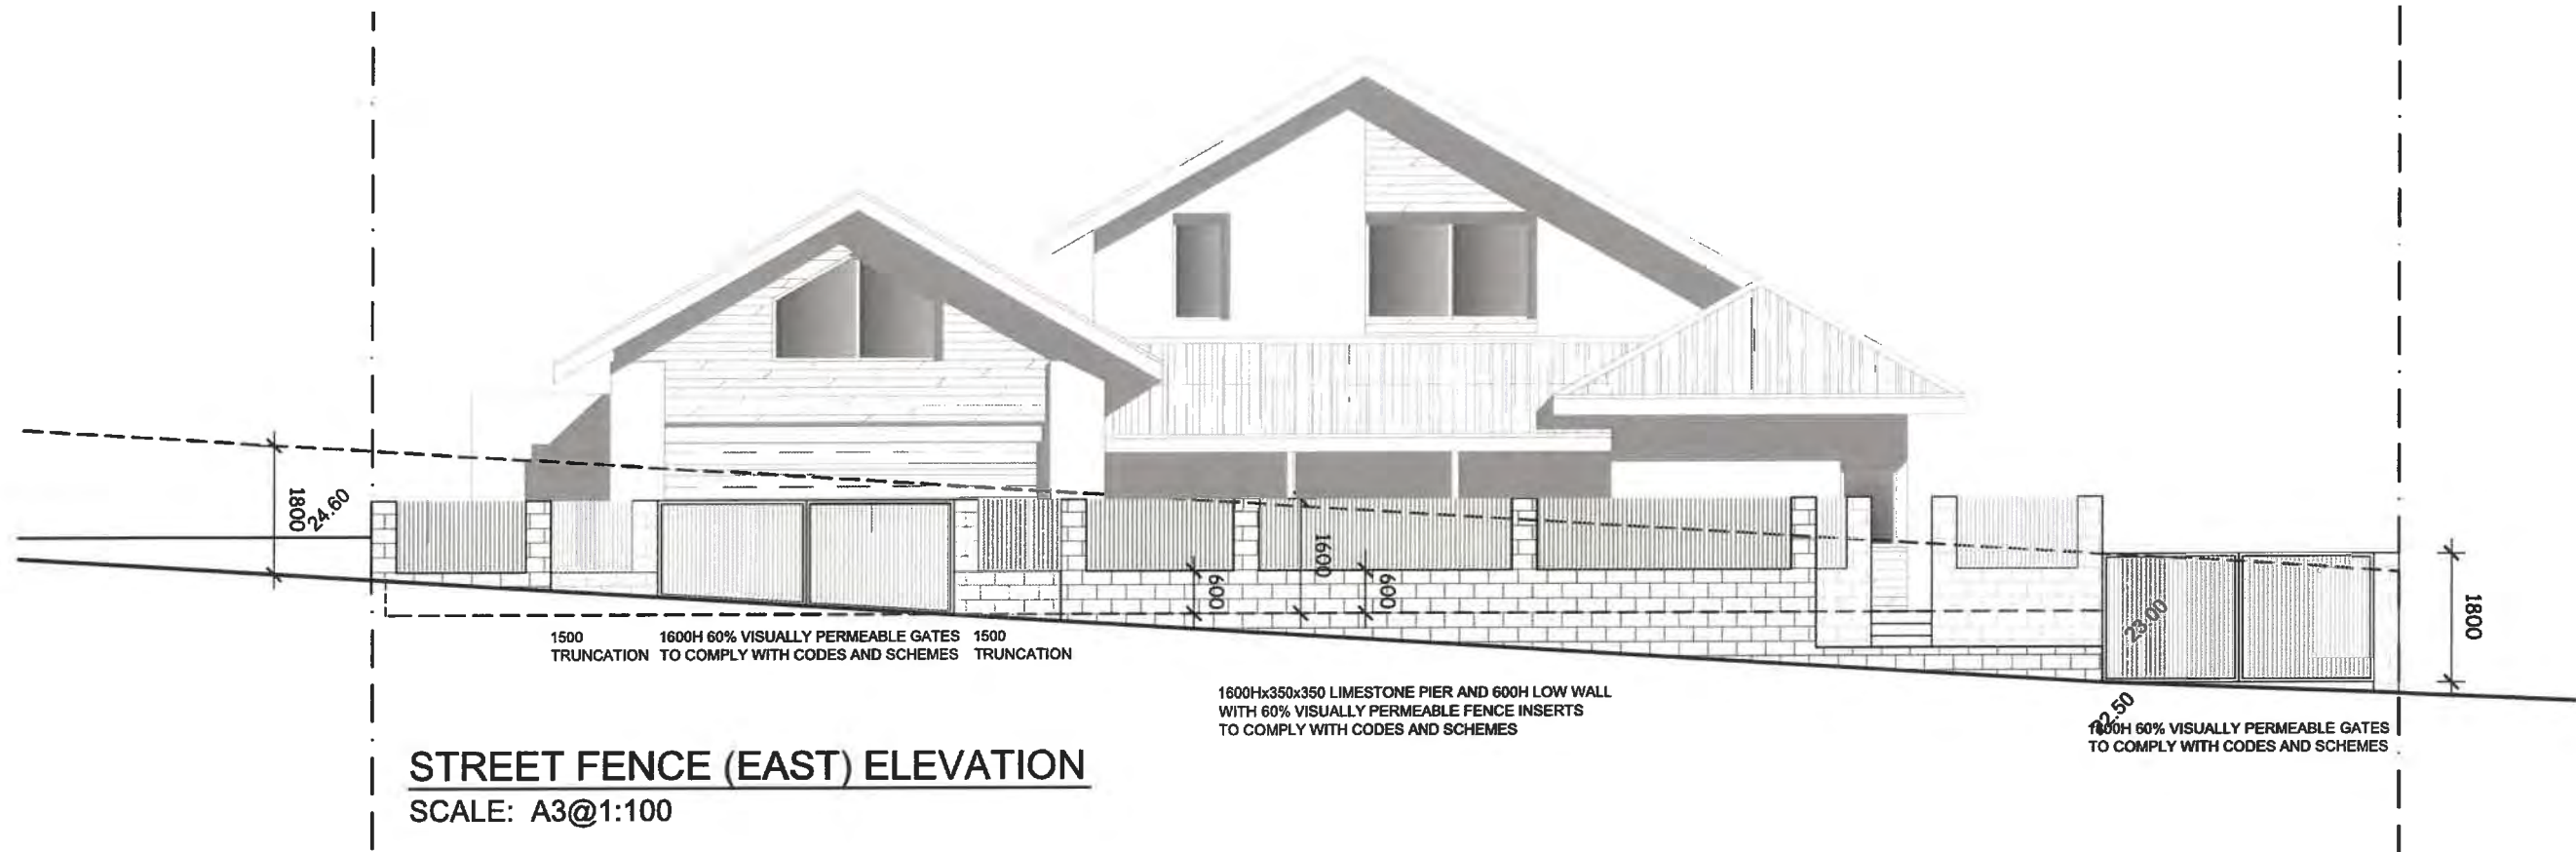 1800
24.60
1600
600
600
23.00
1800
1500
TRUNCATION
1600H 60% VISUALLY PERMEABLE GATES
TO COMPLY WITH CODES AND SCHEMES
1500
TRUNCATION
1600Hx350x350 LIMESTONE PIER AND 600H LOW WALL
WITH 60% VISUALLY PERMEABLE FENCE INSERTS
TO COMPLY WITH CODES AND SCHEMES
22.50
60% VISUALLY PERMEABLE GATES
TO COMPLY WITH CODES AND SCHEMES
STREET FENCE (EAST) ELEVATION
SCALE: A3@1:100